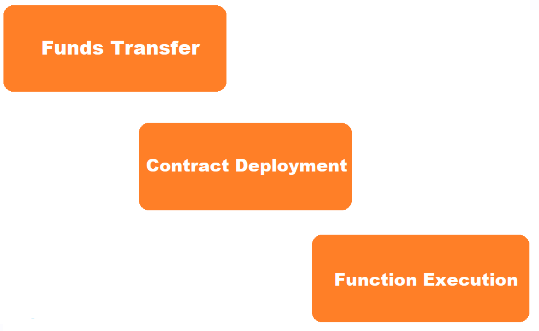 Funds Transfer
Contract Deployment
Function Execution